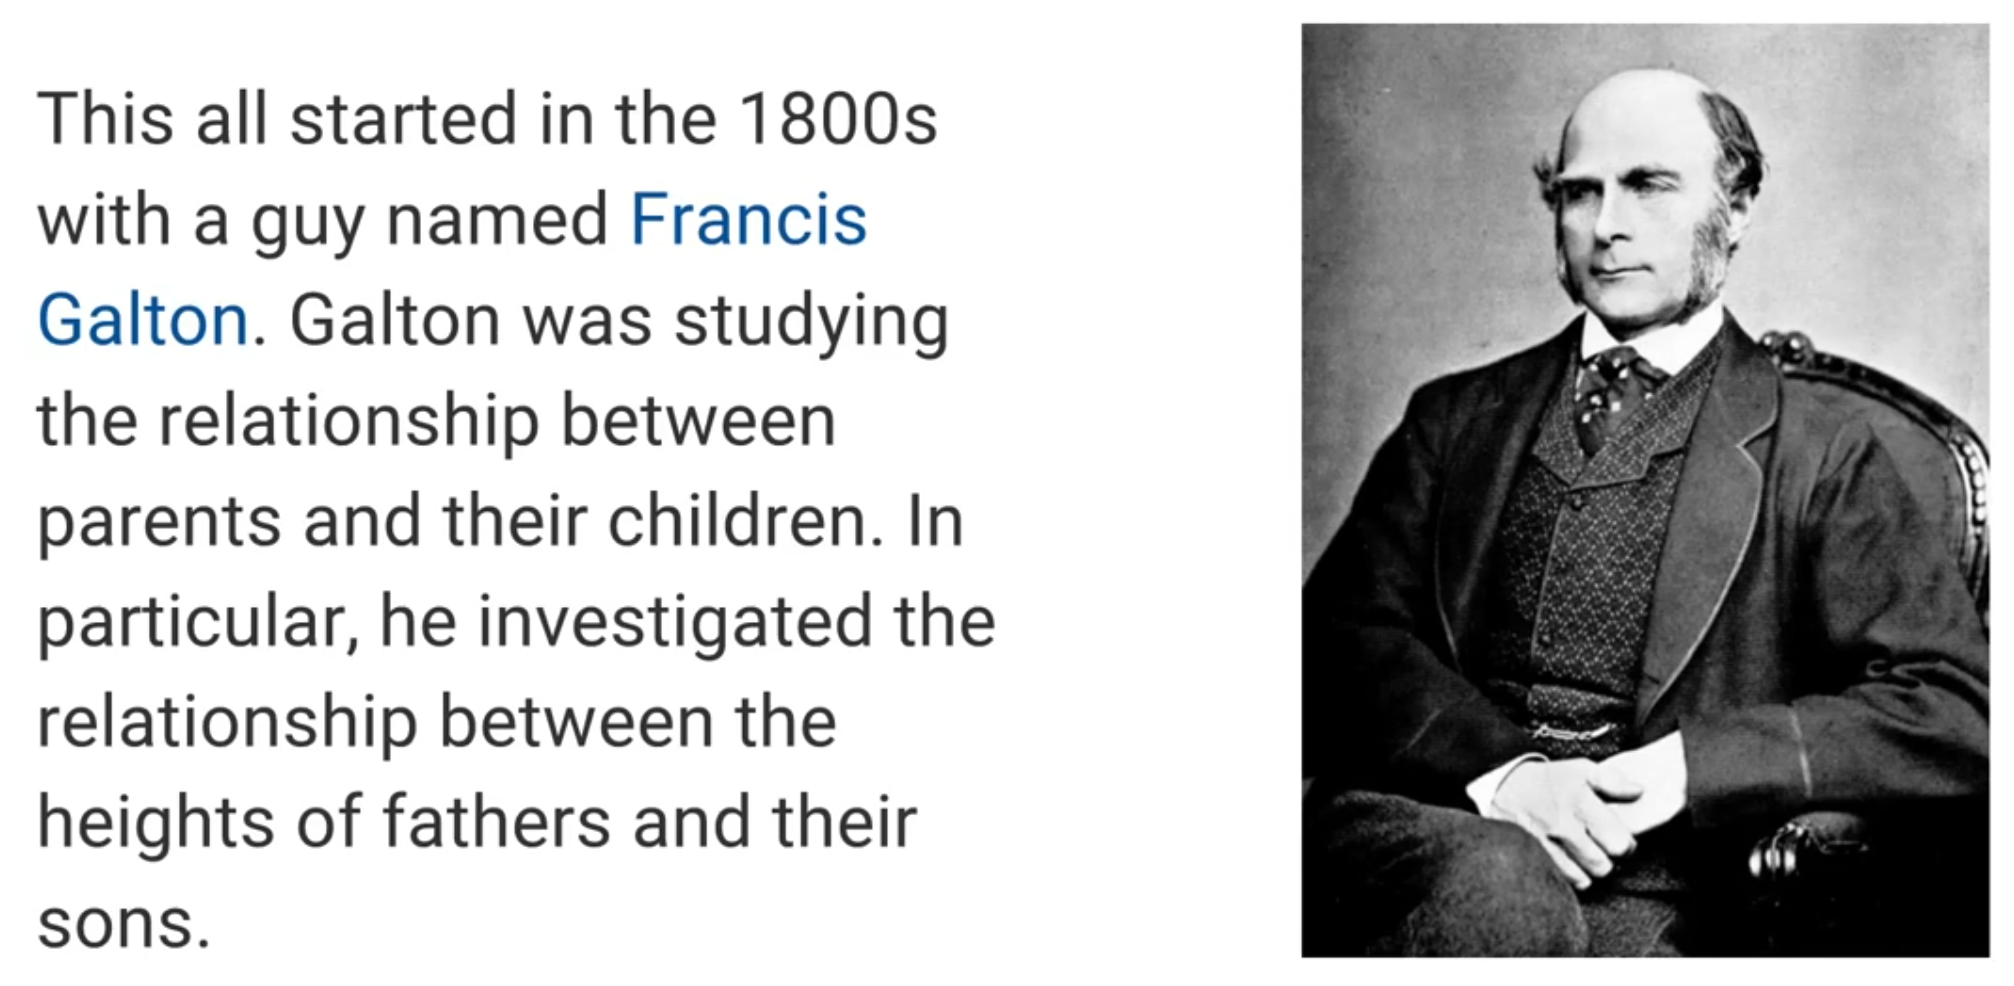 This all started in the 1800s
with a guy named Francis
Galton. Galton was studying
the relationship between
parents and their children. In
particular, he investigated the
relationship between the
heights of fathers and their
sons.